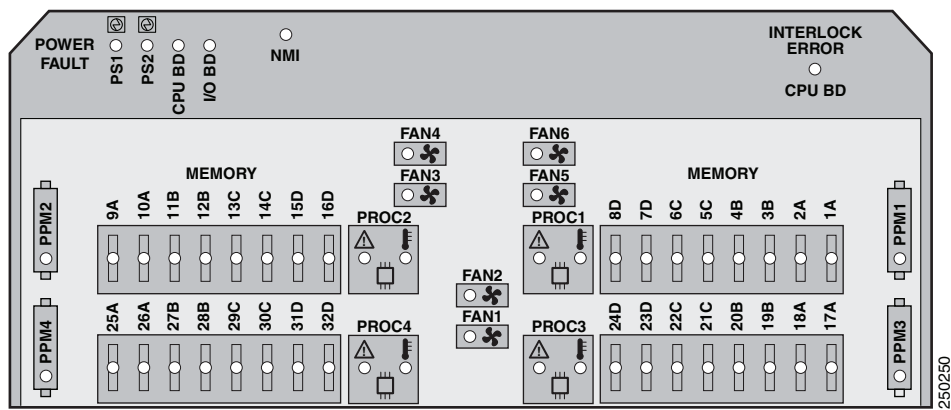 POWER FAULT
PS1
PS2
CPU BD
I/O BD
NMI
INTERLOCK ERROR
CPU BD
FAN4
FAN6
FAN3
FAN5
MEMORY
MEMORY
PPM2
9A 10A 11B 12B 13C 14C 15D 16D
PROC2
PROC1
8D 7D 6C 5C 4B 3B 2A 1A
PPM1
FAN2
FAN1
PPM4
25A 26A 27B 28B 29C 30C 31D 32D
PROC4
PROC3
24D 23D 22C 21C 20B 19B 18A 17A
PPM3
250250